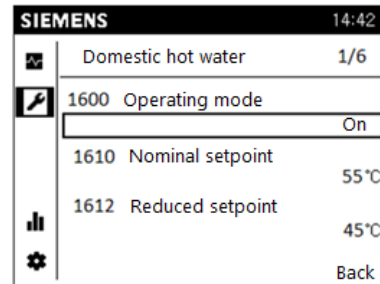 SIEMENS 14:42
Domestic hot water 1/6
1600 Operating mode
On
1610 Nominal setpoint
55°C
1612 Reduced setpoint
45°C
Back